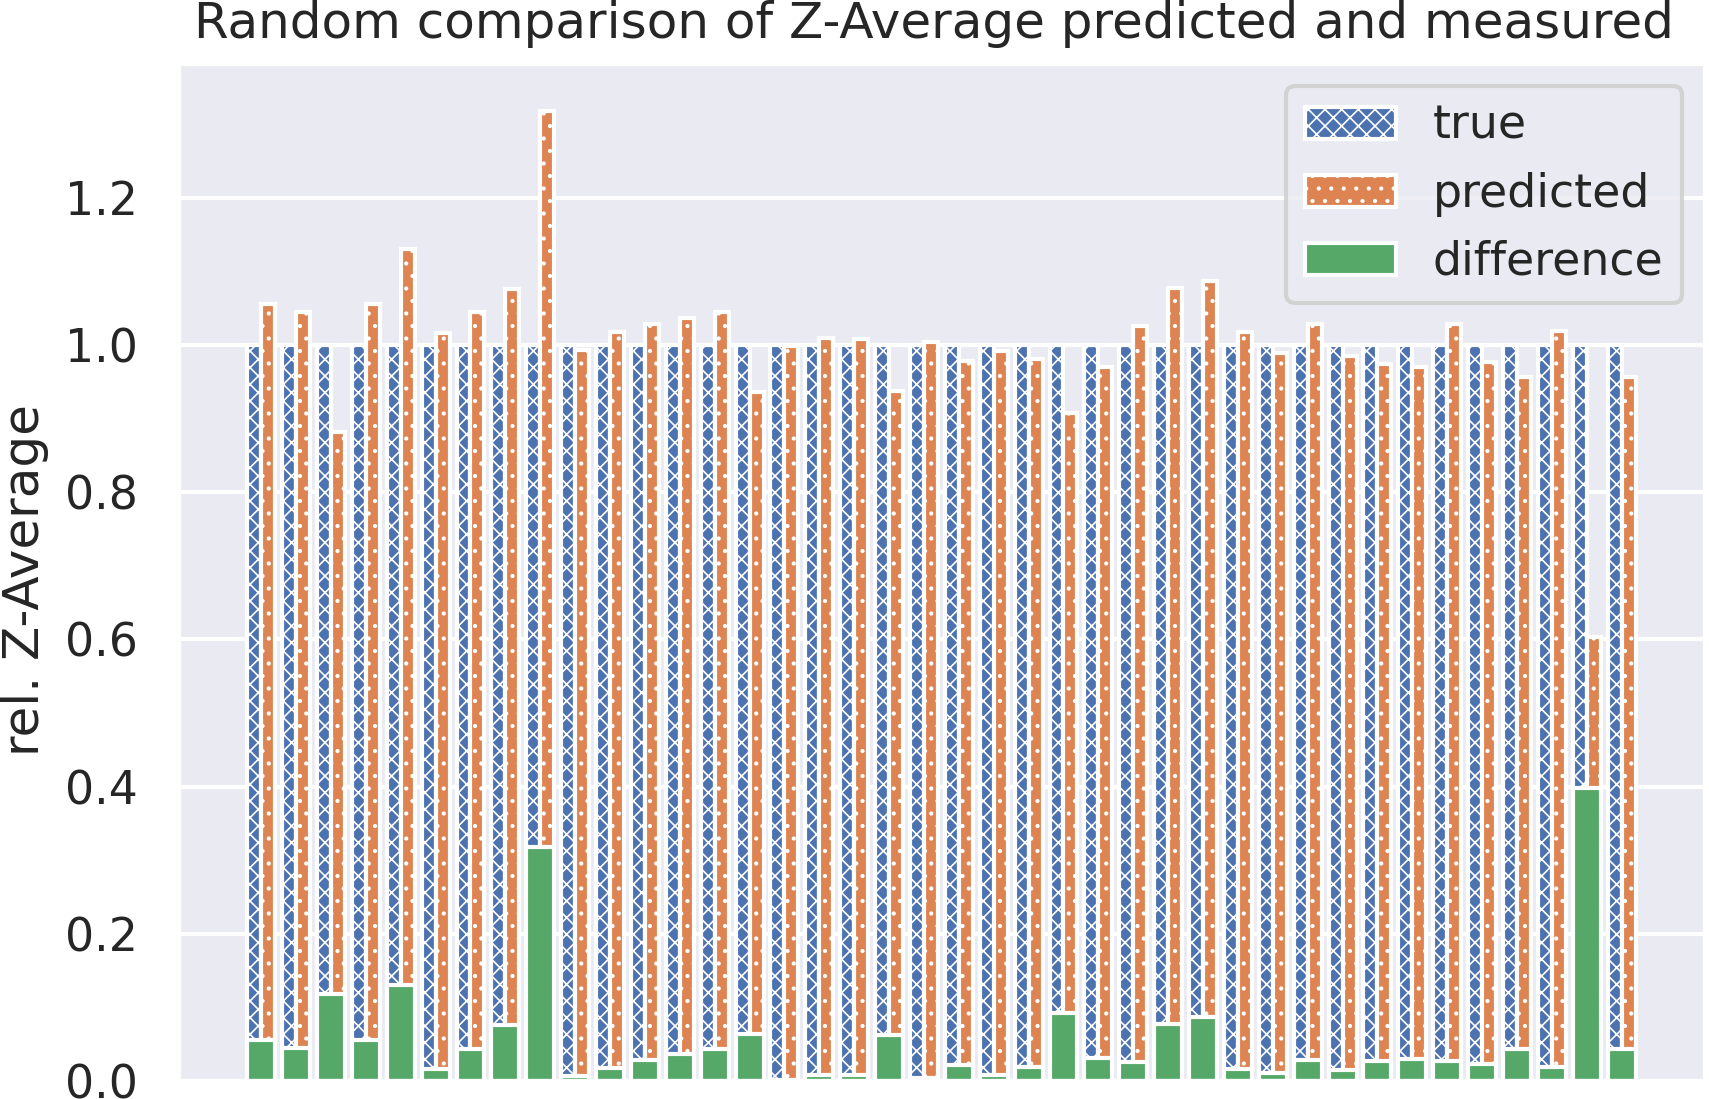 Random comparison of Z-Average predicted and measured
true
predicted
difference
rel. Z-Average
1.2
1.0
0.8
0.6
0.4
0.2
0.0